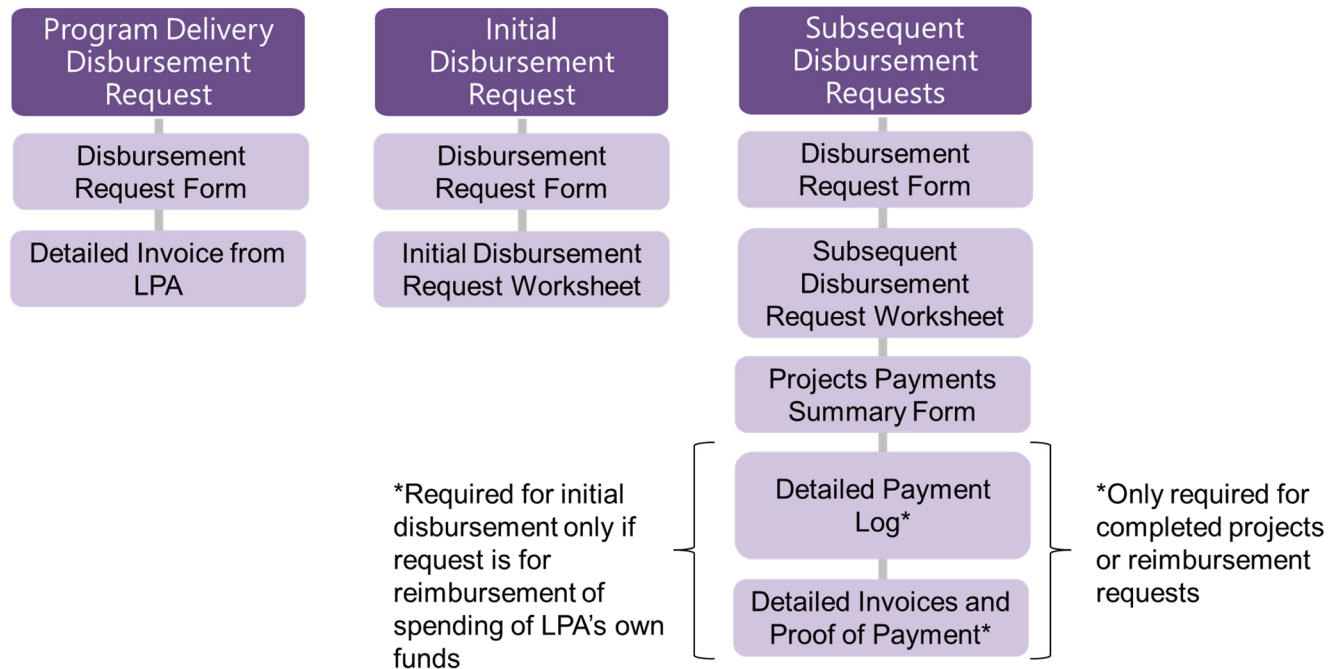 Program Delivery
Disbursement
Request
Disbursement
Request Form
Detailed Invoice from
LPA
Initial
Disbursement
Request
Disbursement
Request Form
Initial Disbursement
Request Worksheet
Subsequent
Disbursement
Requests
Disbursement
Request Form
Subsequent
Disbursement
Request Worksheet
Projects Payments
Summary Form
Detailed Payment
Log*
Detailed Invoices and
Proof of Payment*
*Required for initial
disbursement only if
request is for
reimbursement of
spending of LPA’s own
funds
*Only required for
completed projects
or reimbursement
requests